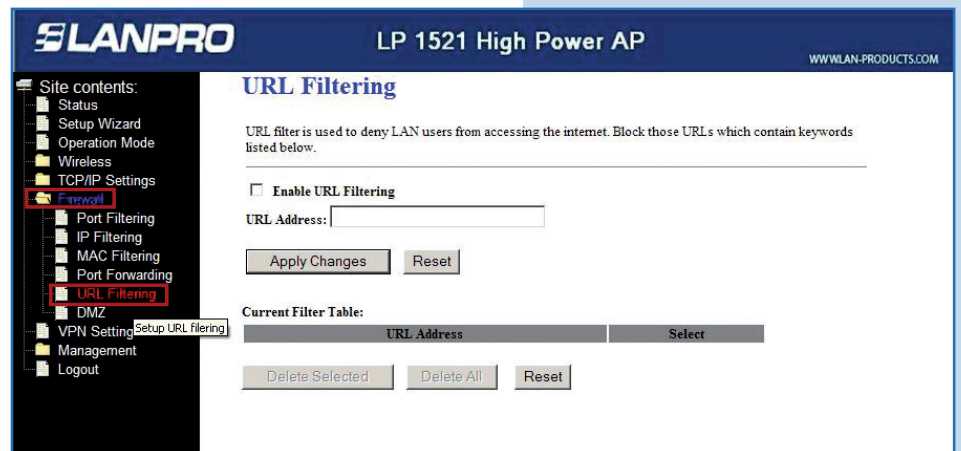 LANPRO
LP 1521 High Power AP
WWW.LAN-PRODUCTS.COM
Site contents:
Status
Setup Wizard
Operation Mode
Wireless
TCP/IP Settings
Firewall
Port Filtering
IP Filtering
MAC Filtering
Port Forwarding
URL Filtering
DMZ
VPN Setting
Setup URL filering
Management
Logout
URL Filtering
URL filter is used to deny LAN users from accessing the internet. Block those URLs which contain keywords
listed below.
Enable URL Filtering
URL Address:
Apply Changes Reset
Current Filter Table:
URL Address Select
Delete Selected Delete All Reset